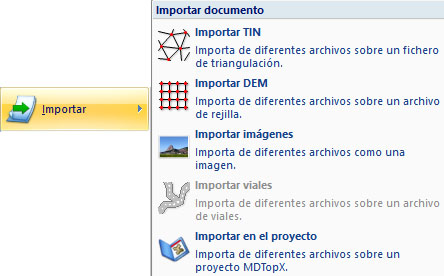 Importar documento
Importar
Importar TIN
Importa de diferentes archivos sobre un fichero
de triangulación.
Importar DEM
Importa de diferentes archivos sobre un archivo
de rejilla.
Importar imágenes
Importa de diferentes archivos como una
imagen.
Importar viales
Importa de diferentes archivos sobre un archivo
de viales.
Importar en el proyecto
Importa de diferentes archivos sobre un
proyecto MDTopX.